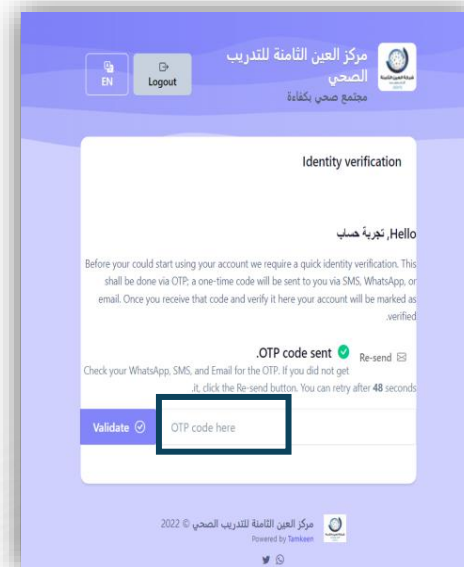 مركز العين الثامنة للتدريب
الصحي
مجتمع صحي بكفاءة
Logout
EN
Identity verification
Hello, تجربة حساب
Before your could start using your account we require a quick identity verification. This
shall be done via OTP; a one-time code will be sent to you via SMS, WhatsApp, or
email. Once you receive that code and verify it here your account will be marked as
.verified
.OTP code sent
Re-send
Check your WhatsApp, SMS, and Email for the OTP. If you did not get
.it, click the Re-send button. You can retry after 48 seconds
Validate
OTP code here
مركز العين الثامنة للتدريب الصحي © 2022
Powered by Tamkeen